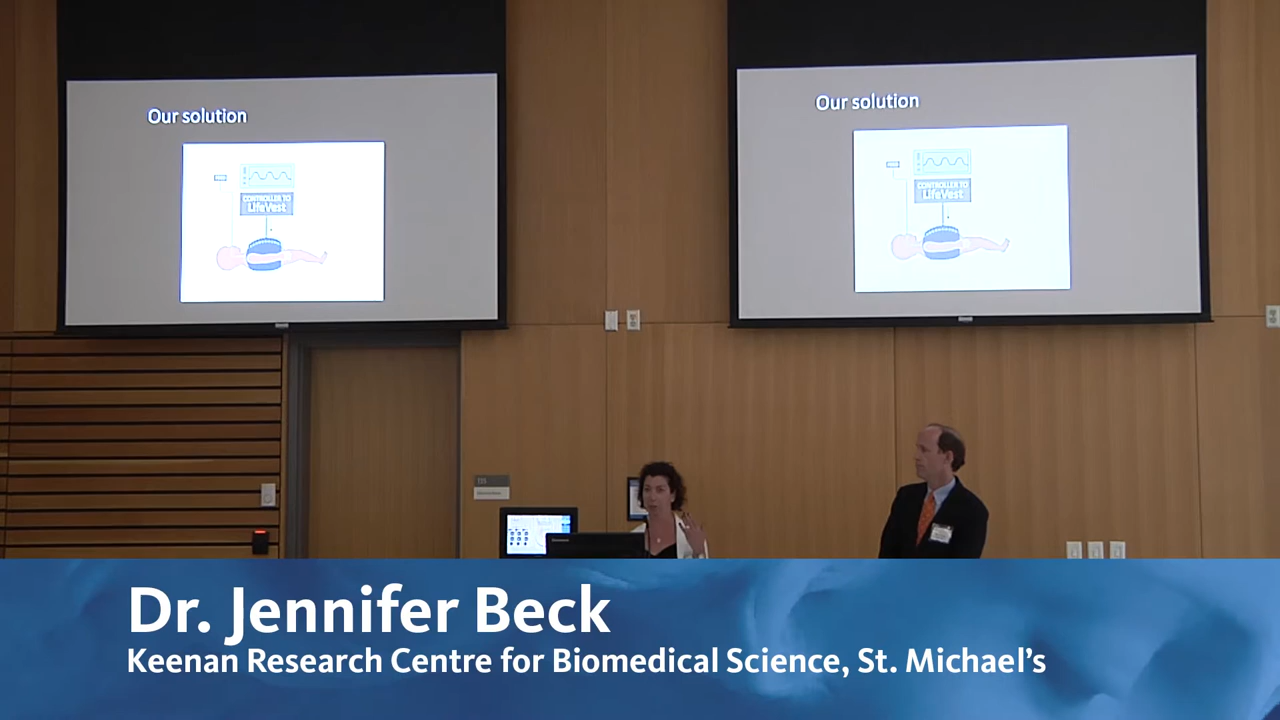 Our solution
CONTROLLER TO
LifeVest
Our solution
CONTROLLER TO
LifeVest
Dr. Jennifer Beck
Keenan Research Centre for Biomedical Science, St. Michael's